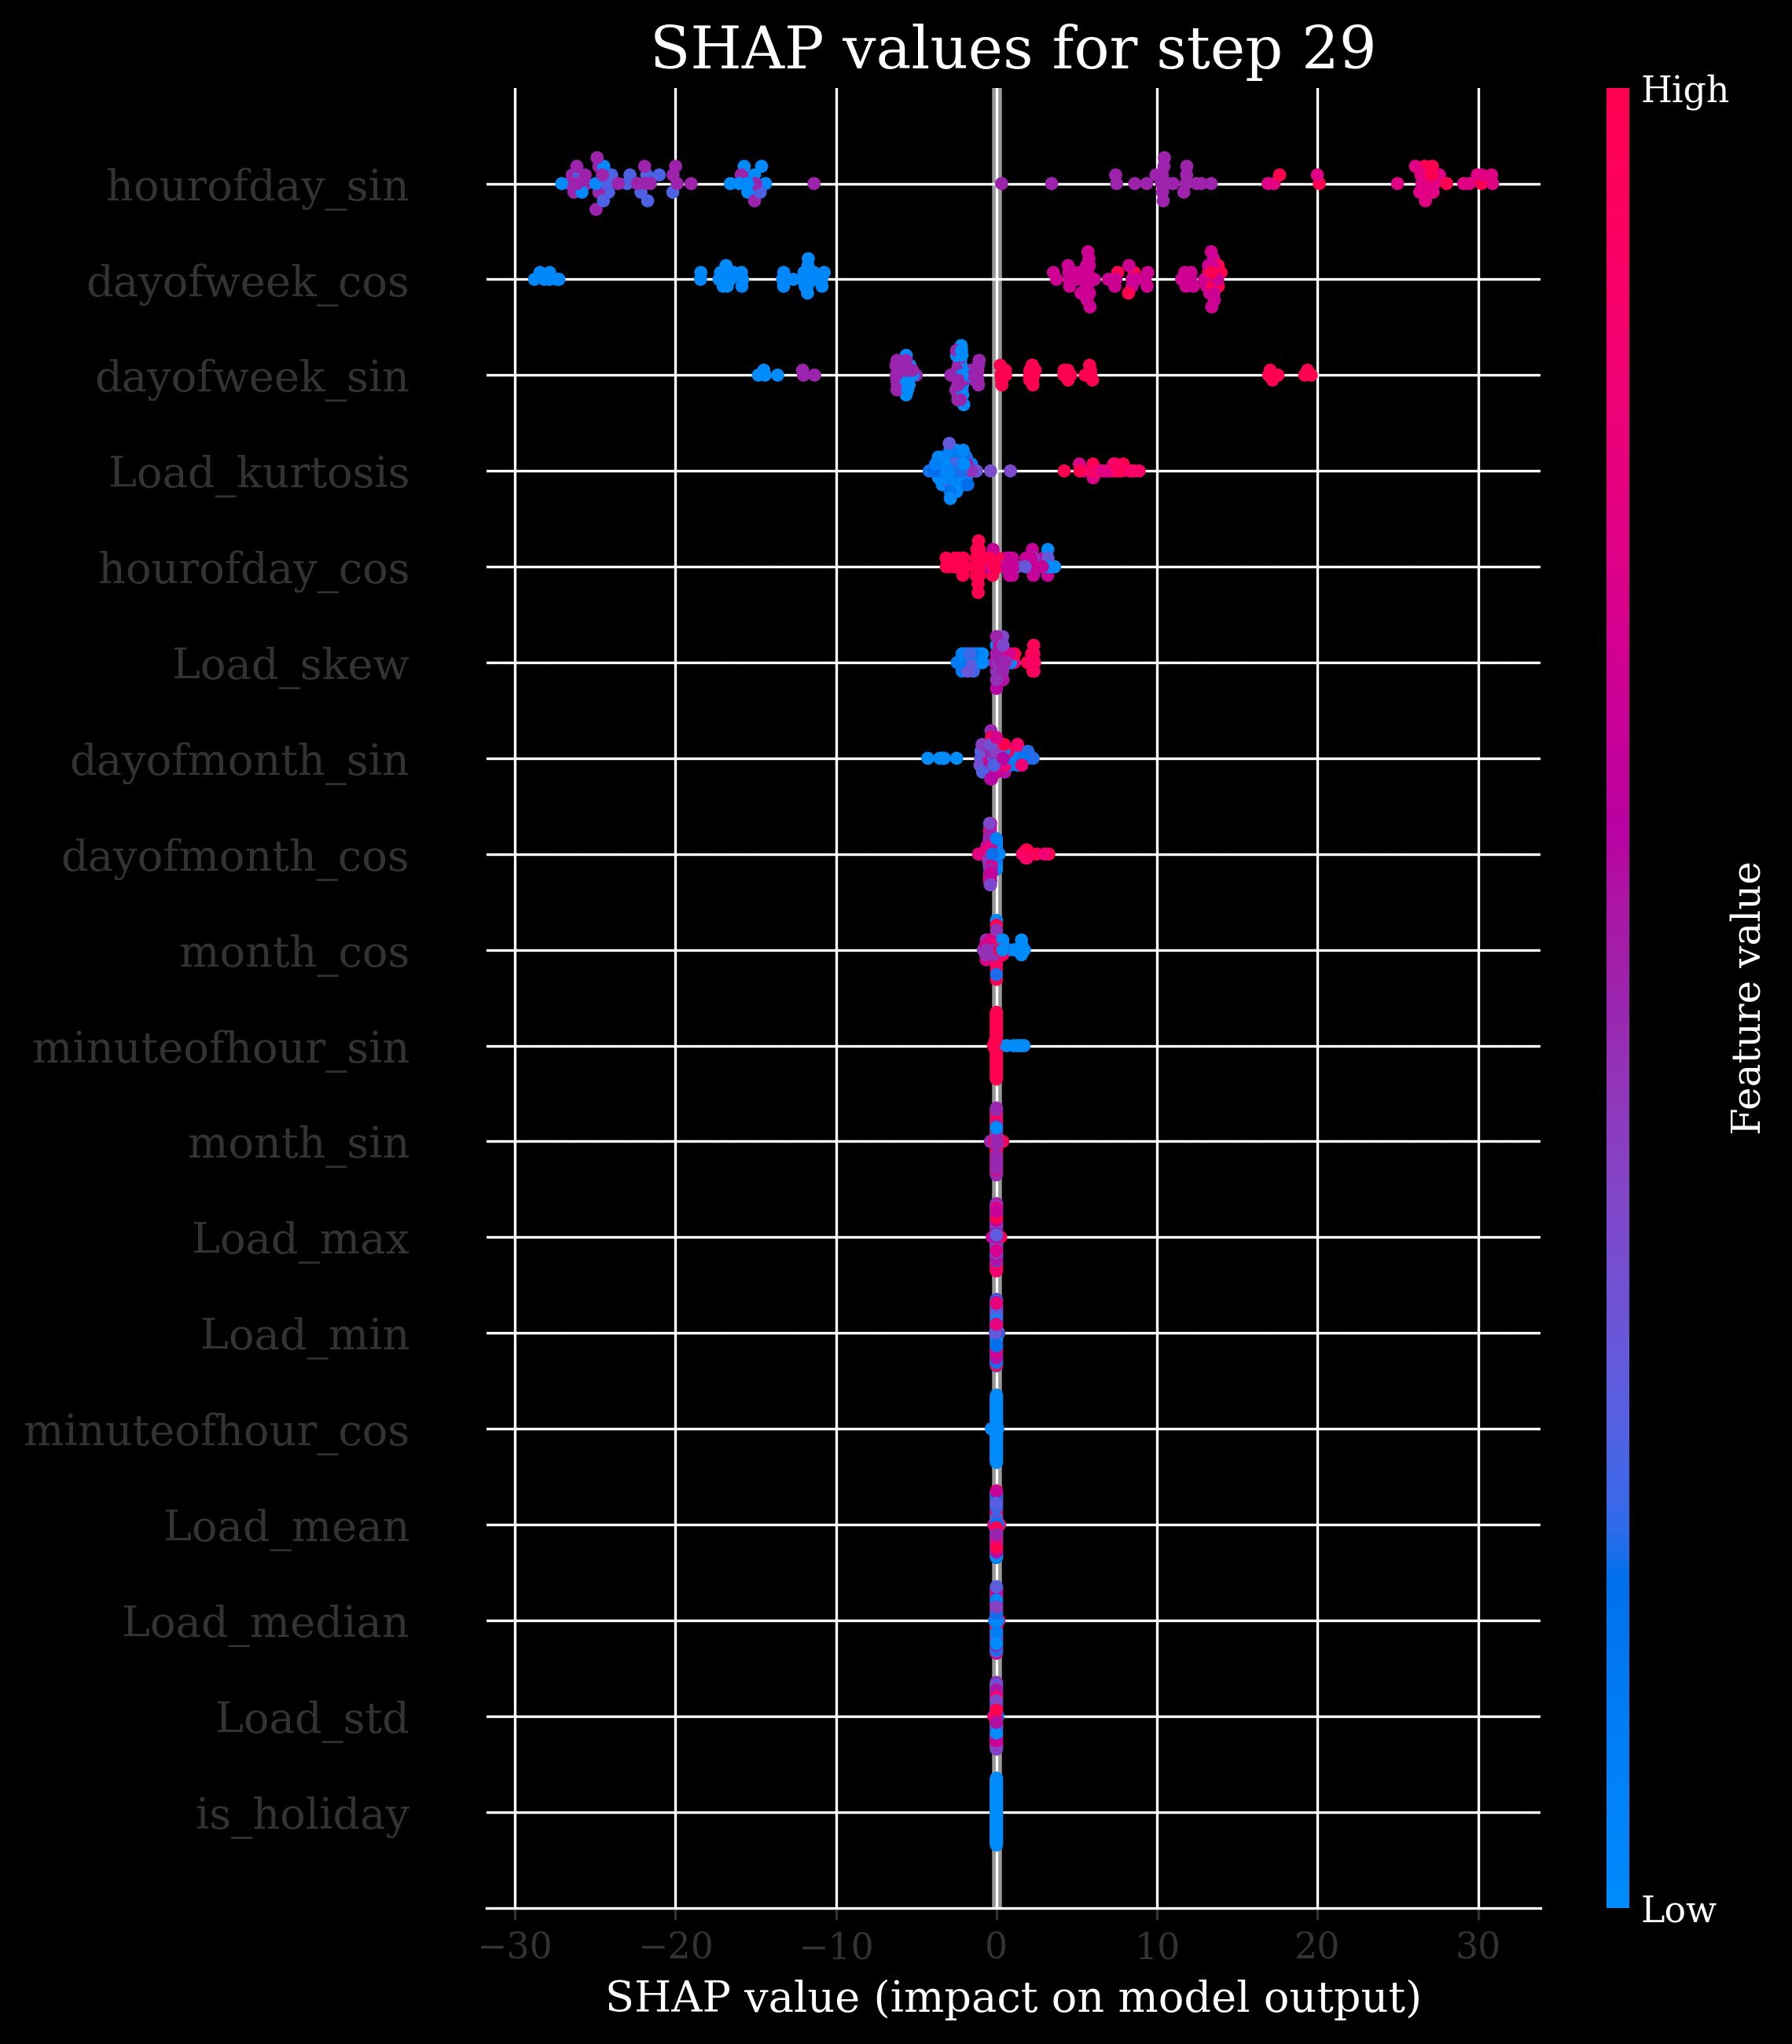 SHAP values for step 29
High
hourofday_sin
dayofweek_cos
dayofweek_sin
Load_kurtosis
hourofday_cos
Load_skew
dayofmonth_sin
dayofmonth_cos
month_cos
minuteofhour_sin
month_sin
Load_max
Load_min
minuteofhour_cos
Load_mean
Load_median
Load_std
is_holiday
Feature value
Low
−30 −20 −10 0 10 20 30
SHAP value (impact on model output)